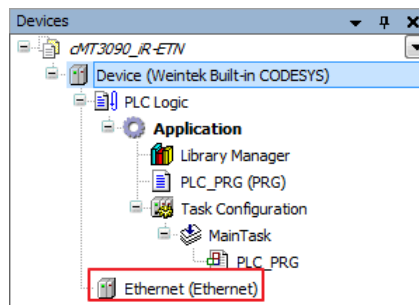 Devices
cMT3090_iR-ETN
Device (Weintek Built-in CODESYS)
PLC Logic
Application
Library Manager
PLC_PRG (PRG)
Task Configuration
MainTask
PLC_PRG
Ethernet (Ethernet)